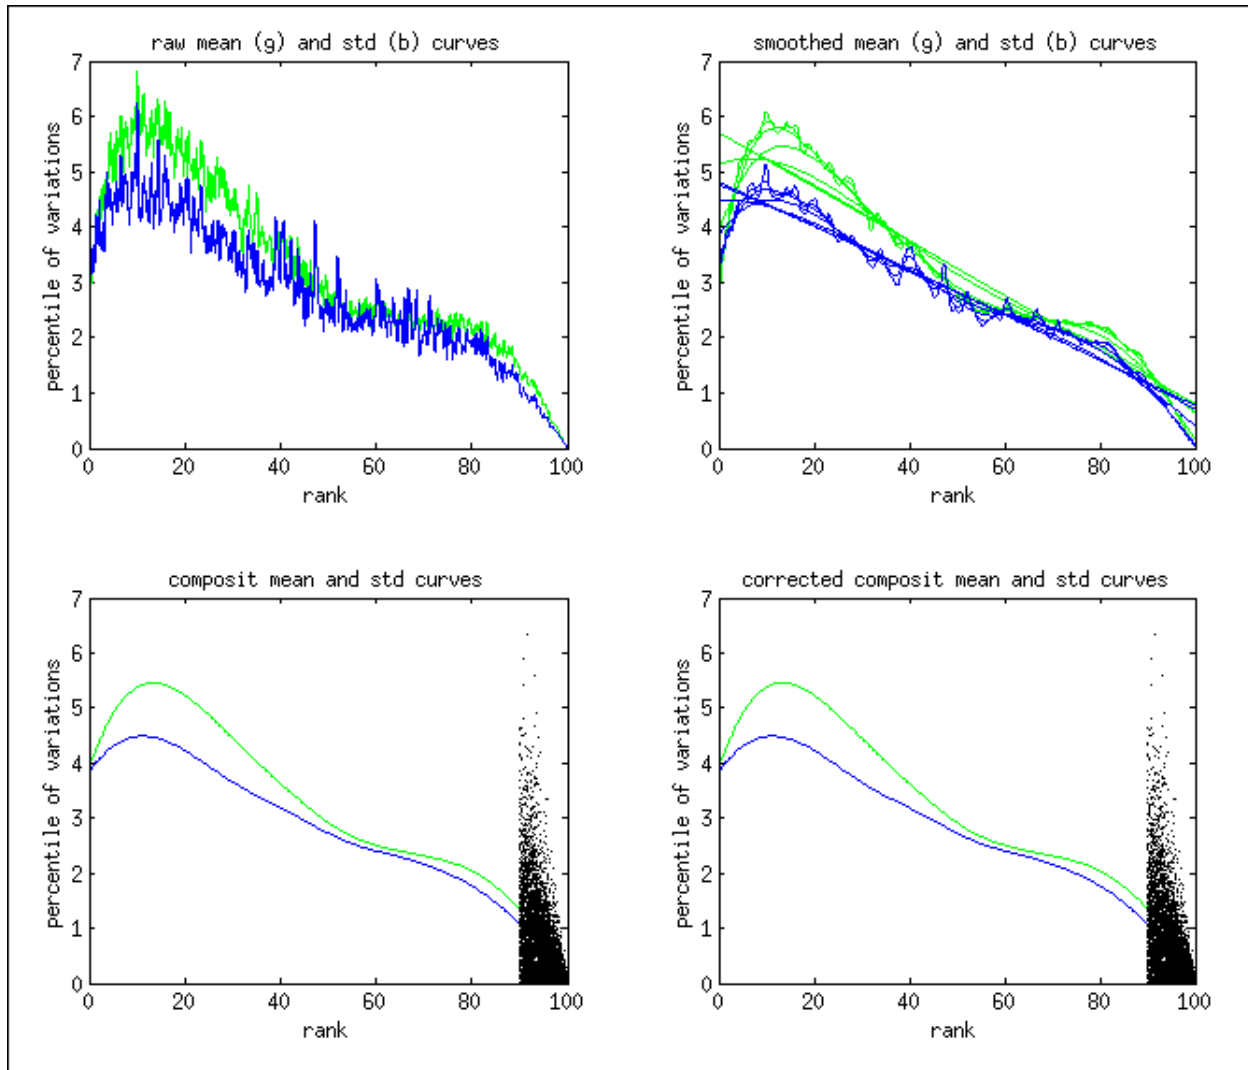 raw mean (g) and std (b) curves
7
6
5
4
3
2
1
0
percentile of variations
0 20 40 60 80 100
rank
smoothed mean (g) and std (b) curves
7
6
5
4
3
2
1
0
percentile of variations
0 20 40 60 80 100
rank
composit mean and std curves
7
6
5
4
3
2
1
0
percentile of variations
0 20 40 60 80 100
rank
corrected composit mean and std curves
7
6
5
4
3
2
1
0
percentile of variations
0 20 40 60 80 100
rank